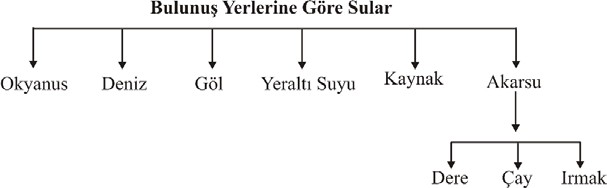 Bulunuş Yerlerine Göre Sular
Okyanus Deniz Göl Yeraltı Suyu Kaynak Akarsu
Dere Çay Irmak